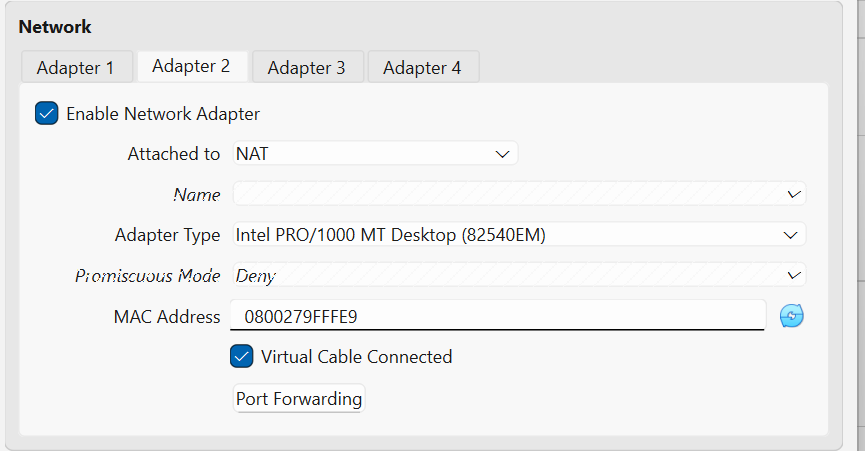 Network
Adapter 1 Adapter 2 Adapter 3 Adapter 4
Enable Network Adapter
Attached to NAT
Name
Adapter Type Intel PRO/1000 MT Desktop (82540EM)
Promiscuous Mode Deny
MAC Address 0800279FFFE9
Virtual Cable Connected
Port Forwarding